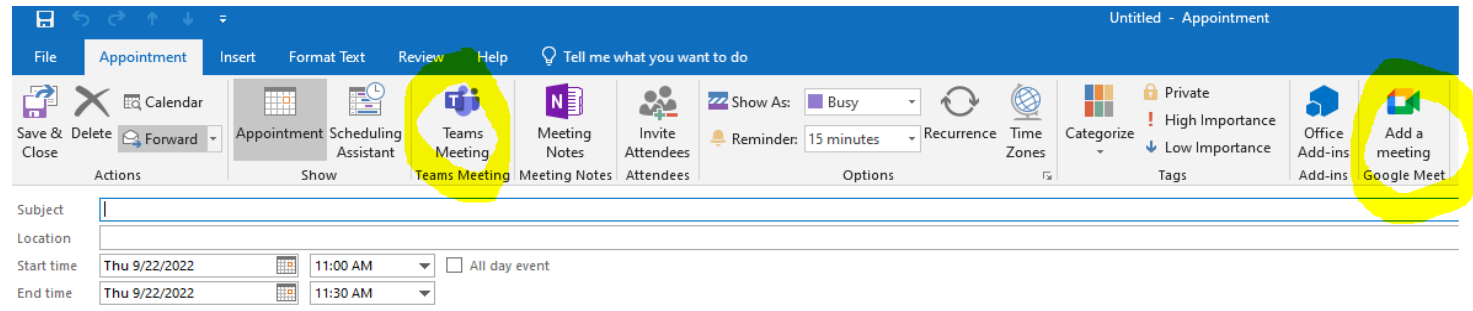 Untitled - Appointment
File Appointment Insert Format Text Review Help Tell me what you want to do
Save & Close
Delete
Calendar
Forward
Actions
Appointment
Scheduling Assistant
Show
Teams Meeting
Teams Meeting
N
Meeting Notes
Meeting Notes
Invite Attendees
Attendees
Show As: Busy
Reminder: 15 minutes
Recurrence
Time Zones
Options
Categorize
Private
High Importance
Low Importance
Tags
Office Add-ins
Add-ins
Add a meeting
Google Meet
Subject
Location
Start time Thu 9/22/2022 11:00 AM All day event
End time Thu 9/22/2022 11:30 AM